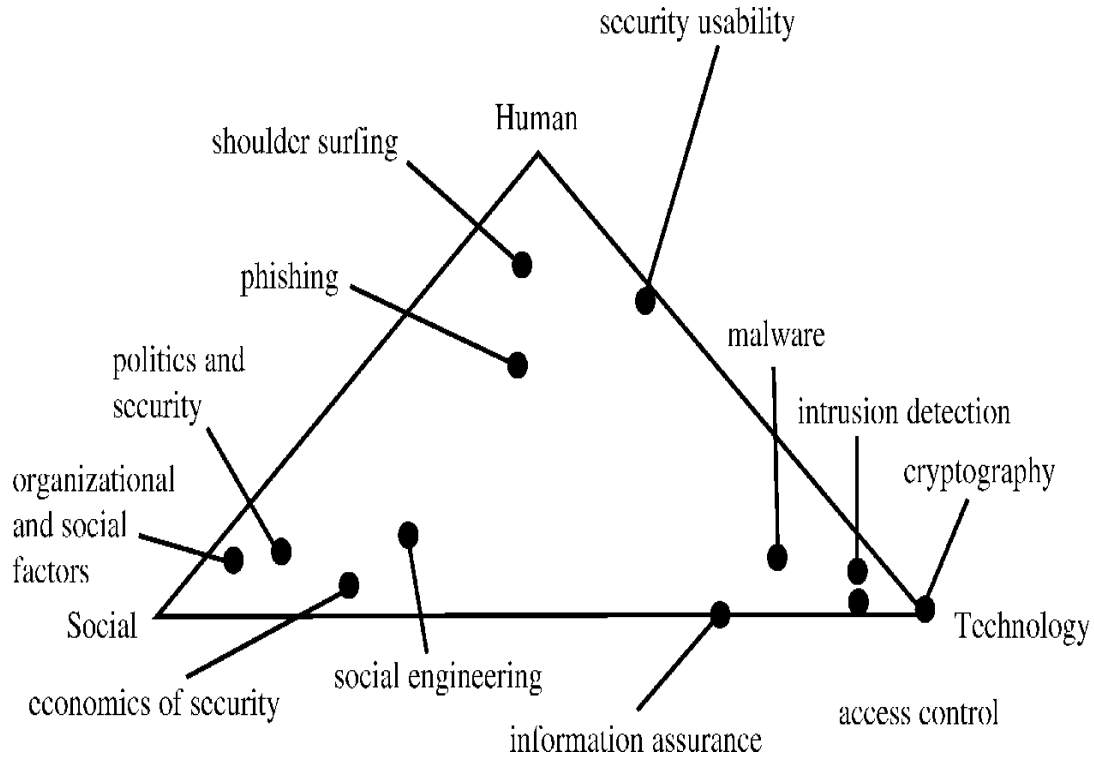 security usability
Human
shoulder surfing
phishing
malware
politics and
security
intrusion detection
cryptography
organizational
and social
factors
Social
Technology
social engineering
economics of security
access control
information assurance